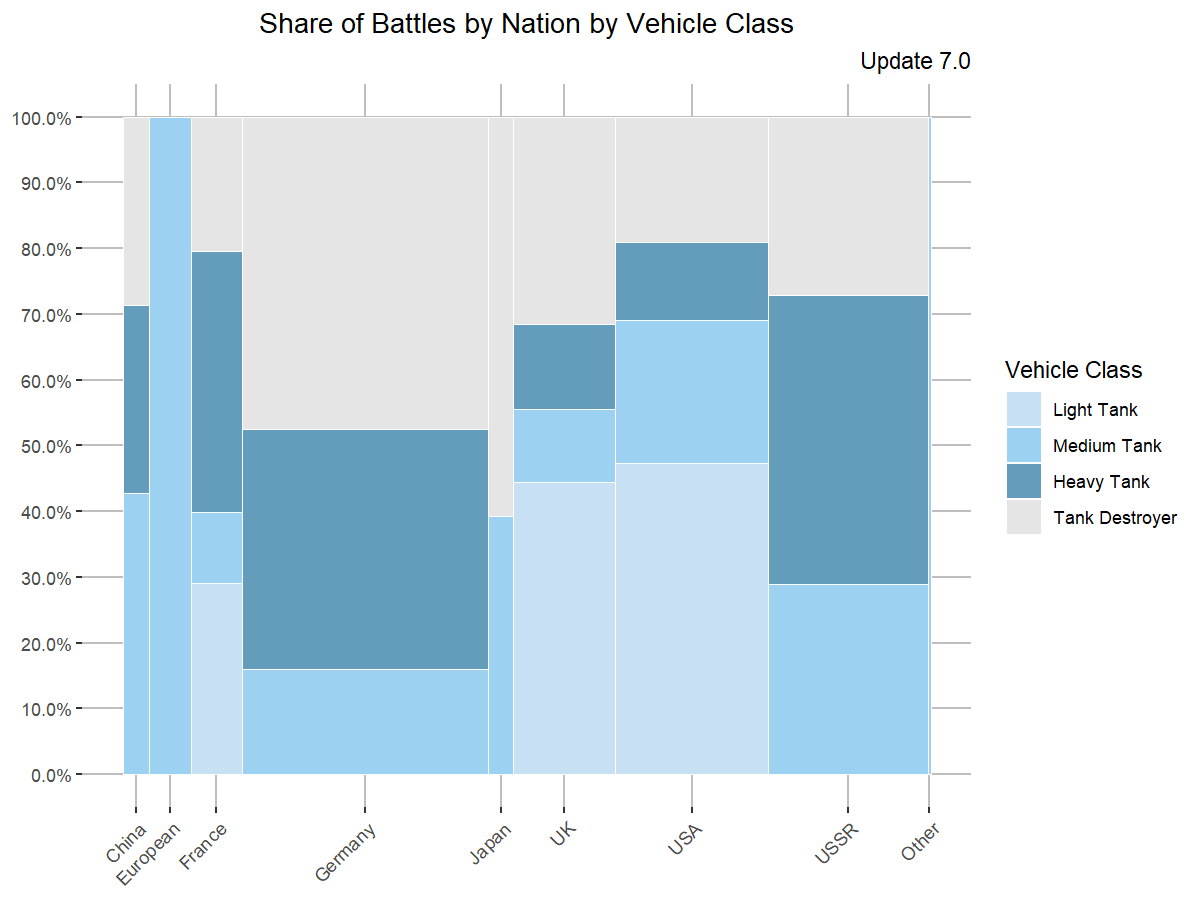 Share of Battles by Nation by Vehicle Class
Update 7.0
100.0%
90.0%
80.0%
70.0%
60.0%
50.0%
40.0%
30.0%
20.0%
10.0%
0.0%
China
European
France
Germany
Japan
UK
USA
USSR
Other
Vehicle Class
Light Tank
Medium Tank
Heavy Tank
Tank Destroyer